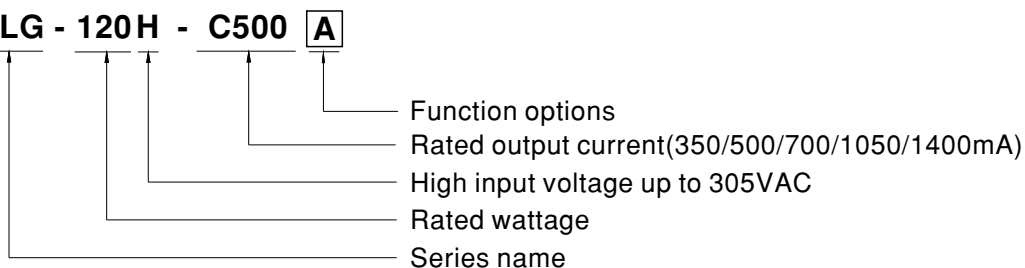 LG - 120 H - C500 A
Function options
Rated output current(350/500/700/1050/1400mA)
High input voltage up to 305VAC
Rated wattage
Series name